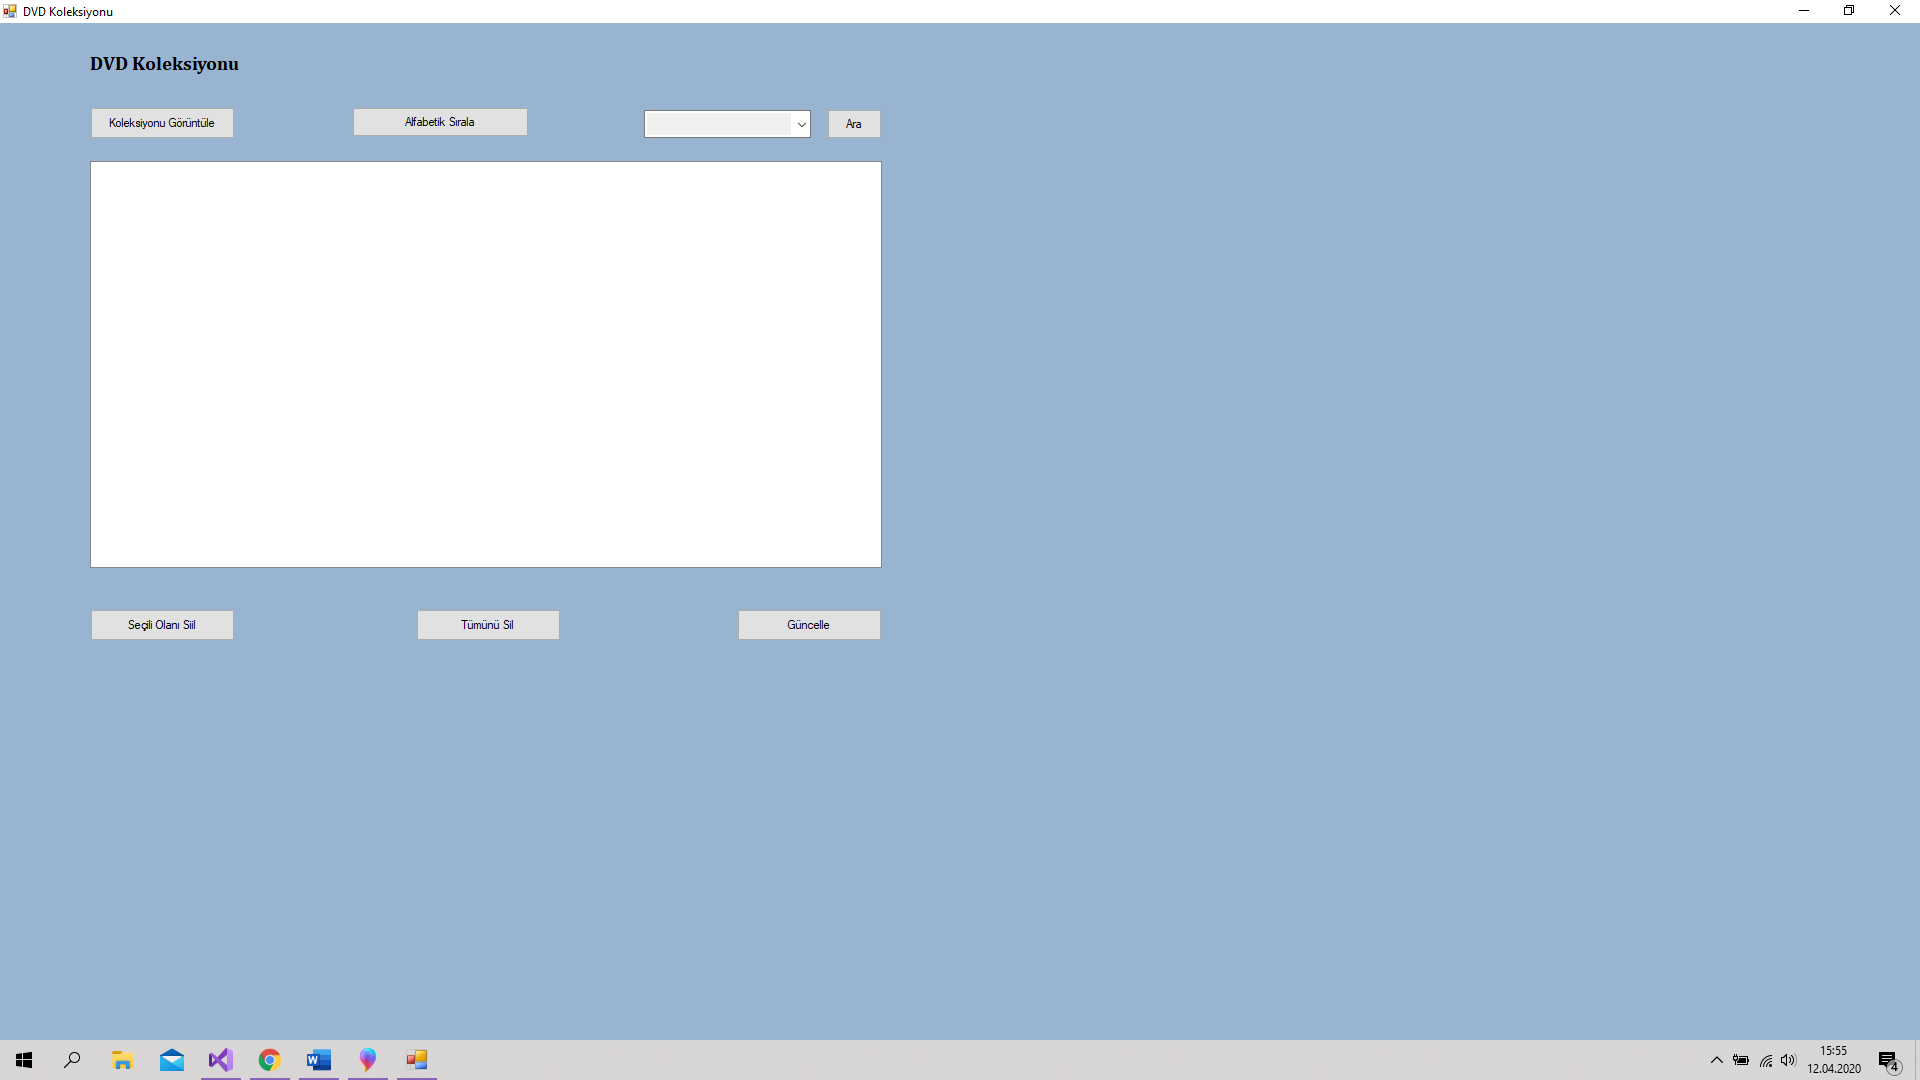 DVD Koleksiyonu
DVD Koleksiyonu
Koleksiyonu Görüntüle
Alfabetik Sırala
Ara
Seçili Olanı Siil
Tümünü Sil
Güncelle
15:55
12.04.2020
4